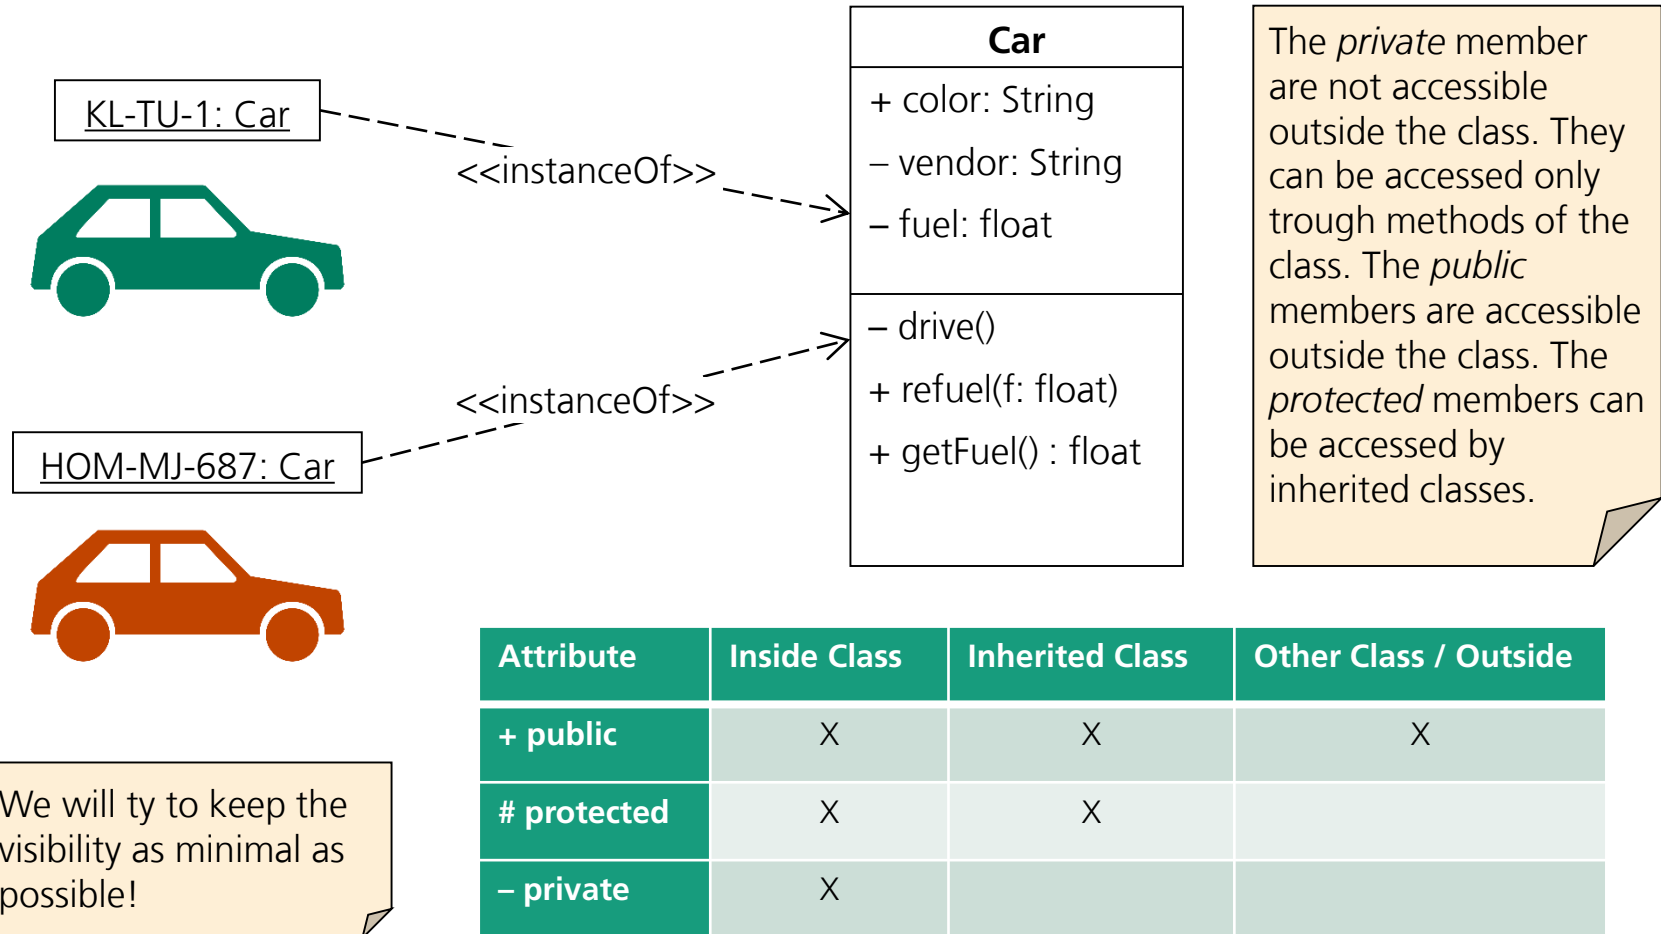 KL-TU-1: Car
<<instanceOf>>
<<instanceOf>>
HOM-MJ-687: Car
Car
+ color: String
– vendor: String
– fuel: float
– drive()
+ refuel(f: float)
+ getFuel() : float
The private member
are not accessible
outside the class. They
can be accessed only
trough methods of the
class. The public
members are accessible
outside the class. The
protected members can
be accessed by
inherited classes.
We will ty to keep the
visibility as minimal as
possible!
Attribute Inside Class Inherited Class Other Class / Outside
+ public X X X
# protected X X
– private X